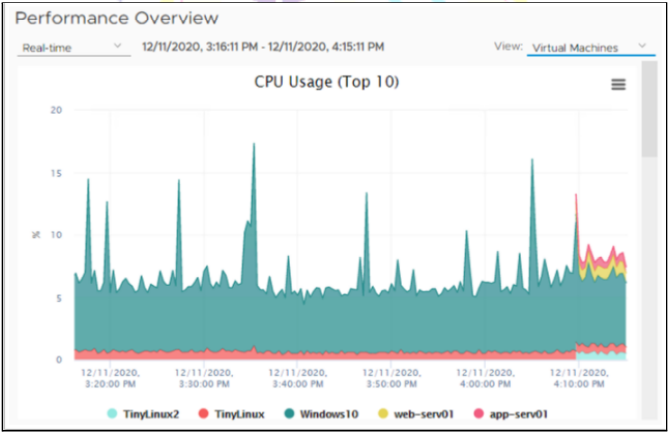 Performance Overview
Real-time 12/11/2020, 3:16:11 PM - 12/11/2020, 4:15:11 PM View: Virtual Machines
CPU Usage (Top 10)
20
15
10
5
0
%
12/11/2020, 12/11/2020, 12/11/2020, 12/11/2020, 12/11/2020, 12/11/2020,
3:20:00 PM 3:30:00 PM 3:40:00 PM 3:50:00 PM 4:00:00 PM 4:10:00 PM
TinyLinux2 TinyLinux Windows10 web-serv01 app-serv01